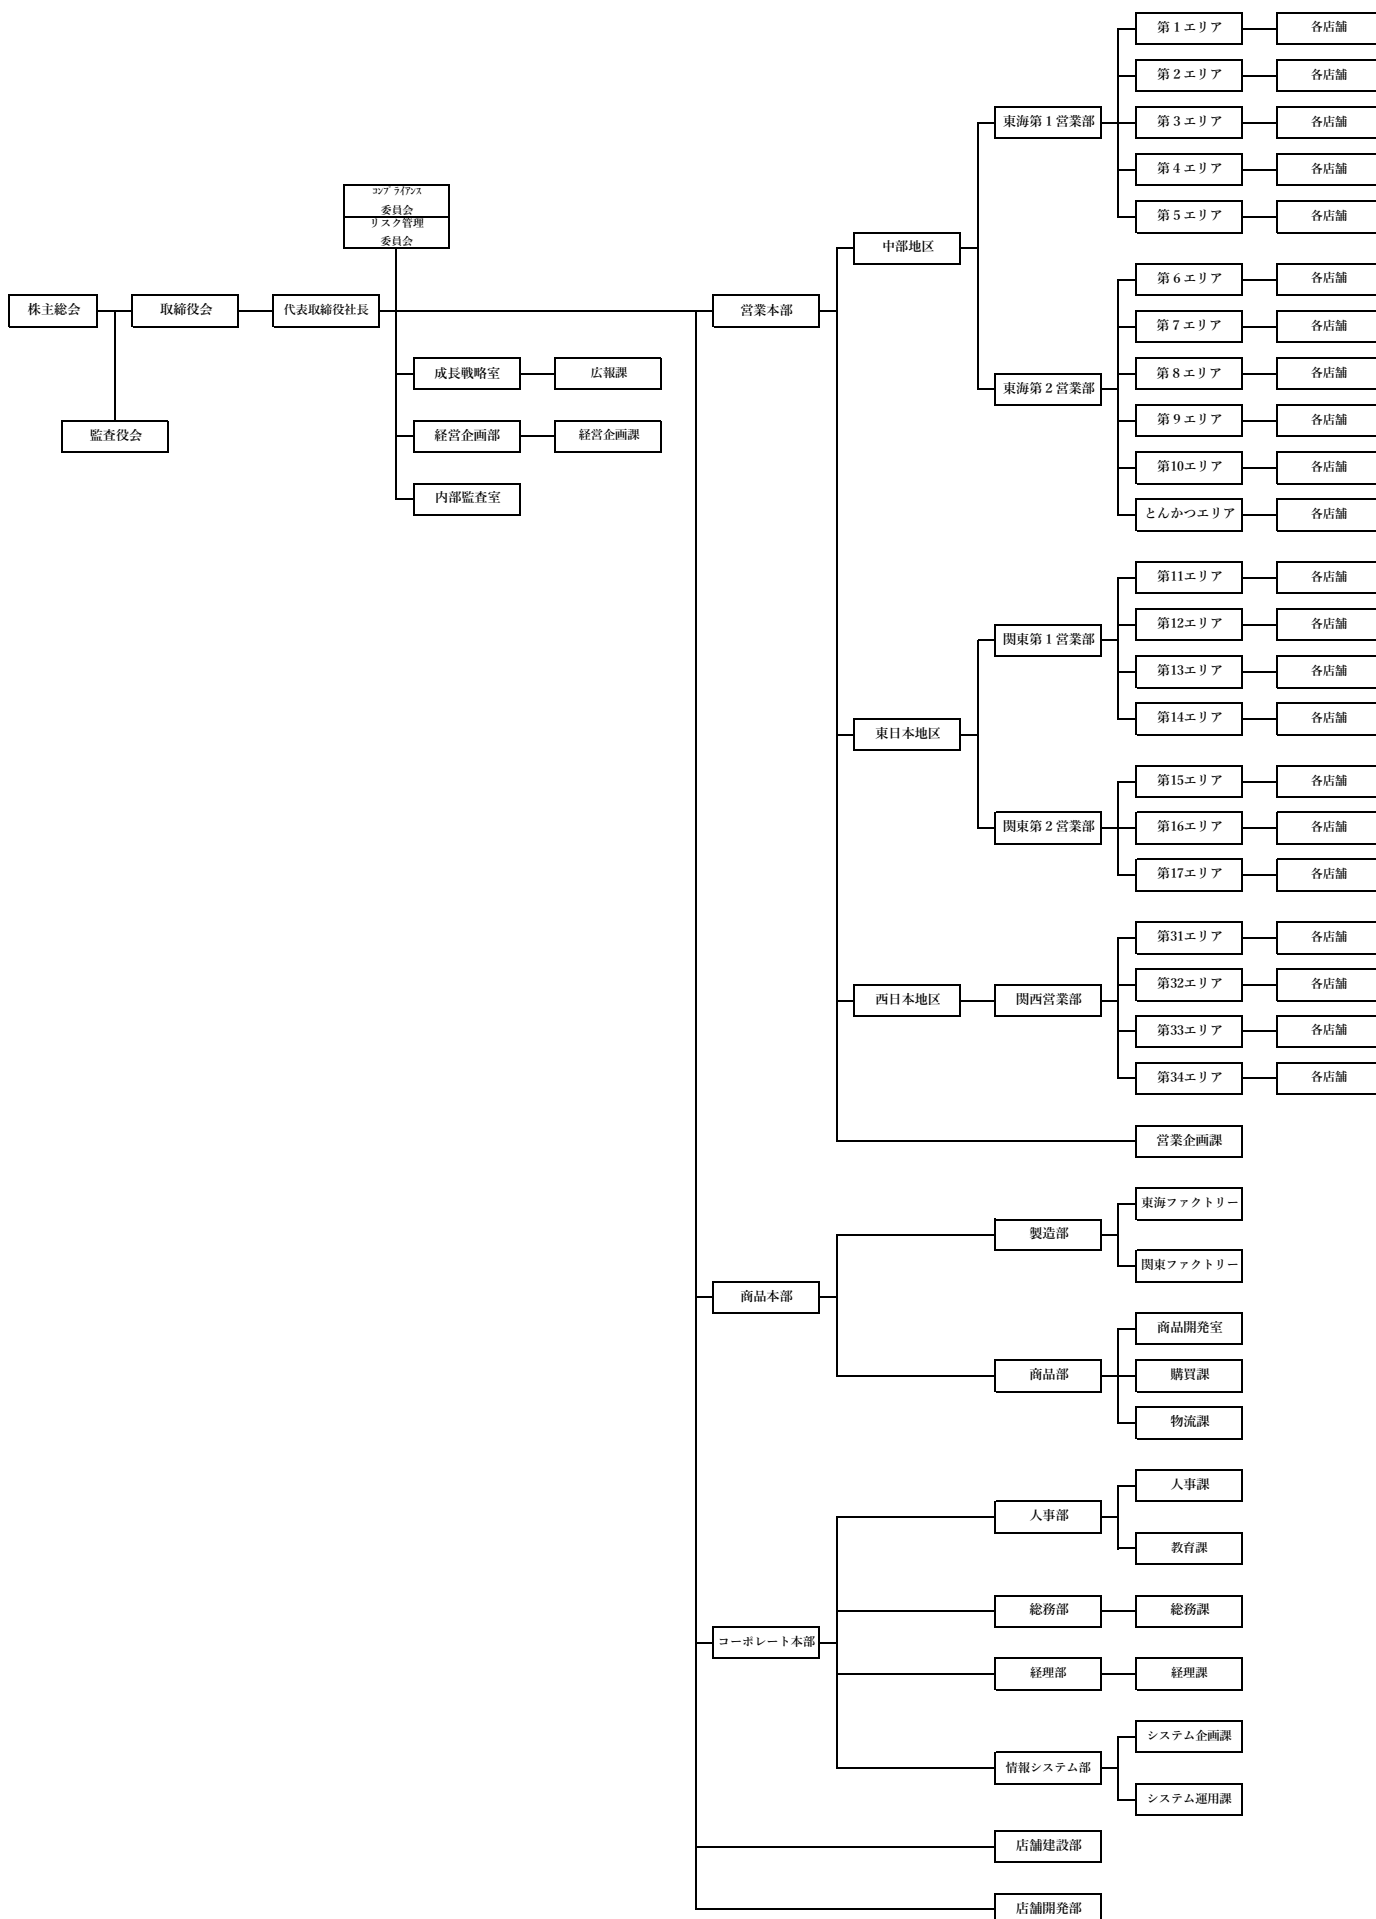 第１エリア
各店舗
第２エリア
各店舗
東海第１営業部
第３エリア
各店舗
第４エリア
各店舗
ｺﾝﾌﾟﾗｲｱﾝｽ
委員会
リスク管理
委員会
第５エリア
各店舗
中部地区
第６エリア
各店舗
株主総会
取締役会
代表取締役社長
営業本部
第７エリア
各店舗
成長戦略室
広報課
第８エリア
各店舗
東海第２営業部
監査役会
経営企画部
経営企画課
第９エリア
各店舗
第10エリア
各店舗
内部監査室
とんかつエリア
各店舗
第11エリア
各店舗
第12エリア
各店舗
関東第１営業部
第13エリア
各店舗
第14エリア
各店舗
東日本地区
第15エリア
各店舗
関東第２営業部
第16エリア
各店舗
第17エリア
各店舗
第31エリア
各店舗
第32エリア
各店舗
西日本地区
関西営業部
第33エリア
各店舗
第34エリア
各店舗
営業企画課
東海ファクトリー
製造部
関東ファクトリー
商品本部
商品開発室
商品部
購買課
物流課
人事課
人事部
教育課
総務部
総務課
コーポレート本部
経理部
経理課
システム企画課
情報システム部
システム運用課
店舗建設部
店舗開発部